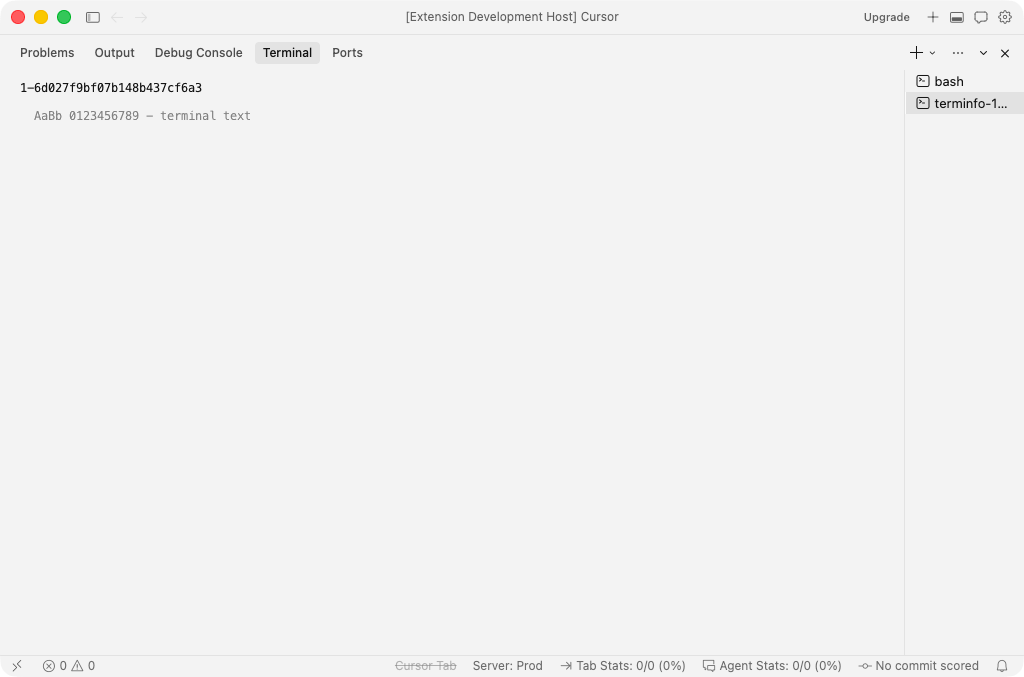 [Extension Development Host] Cursor
Upgrade
Problems Output Debug Console Terminal Ports
1-6d027f9bf07b148b437cf6a3
AaBb 0123456789 - terminal text
bash
terminfo-1...
0 0 Cursor Tab Server: Prod Tab Stats: 0/0 (0%) Agent Stats: 0/0 (0%) No commit scored